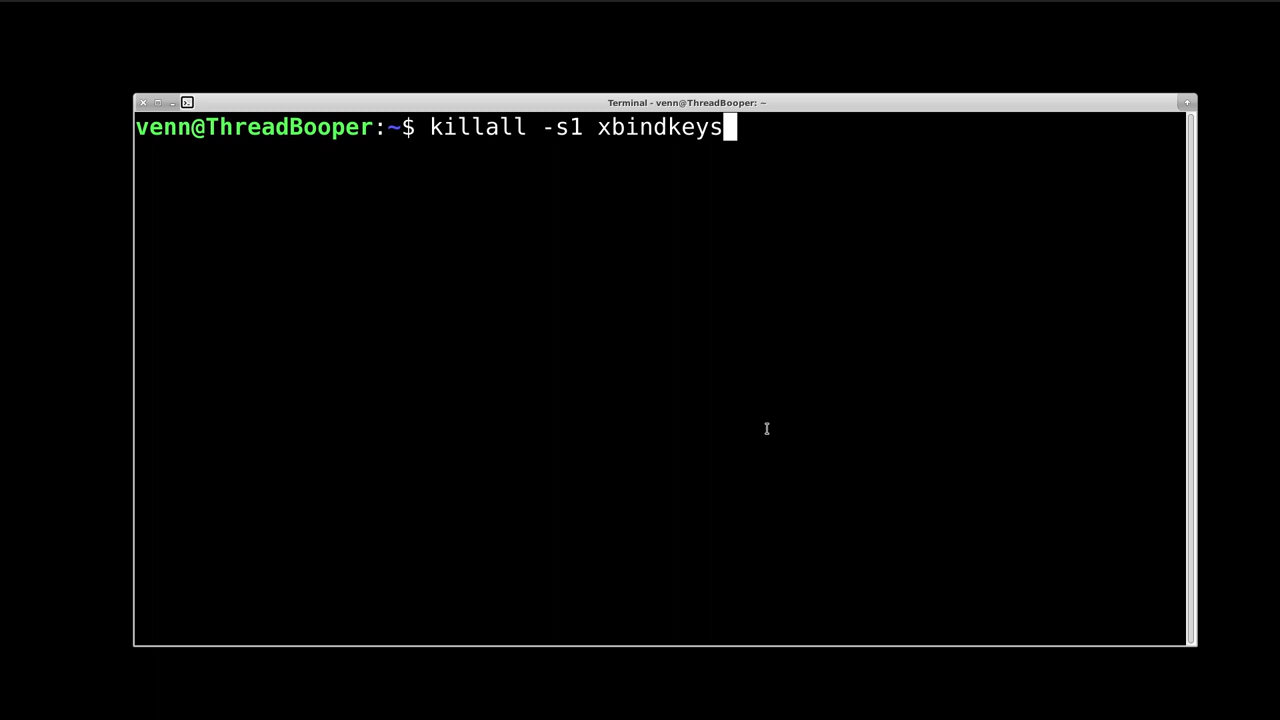 Terminal - venn@ThreadBooper: ~
venn@ThreadBooper:~$ killall -s1 xbindkeys